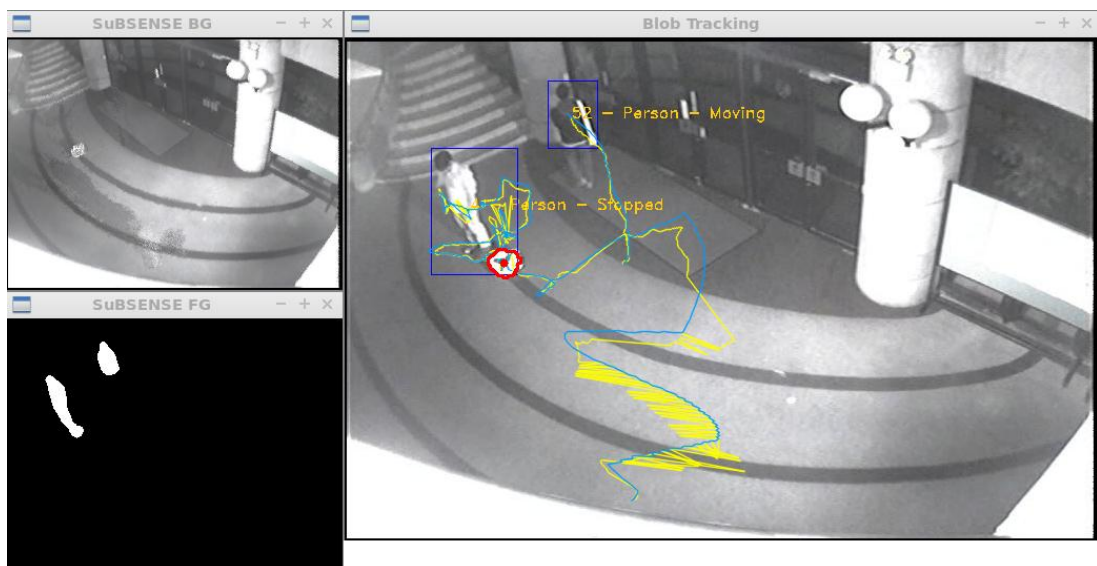 SuBSENSE BG
Blob Tracking
52 - Person - Moving
- Person - Stopped
SuBSENSE FG